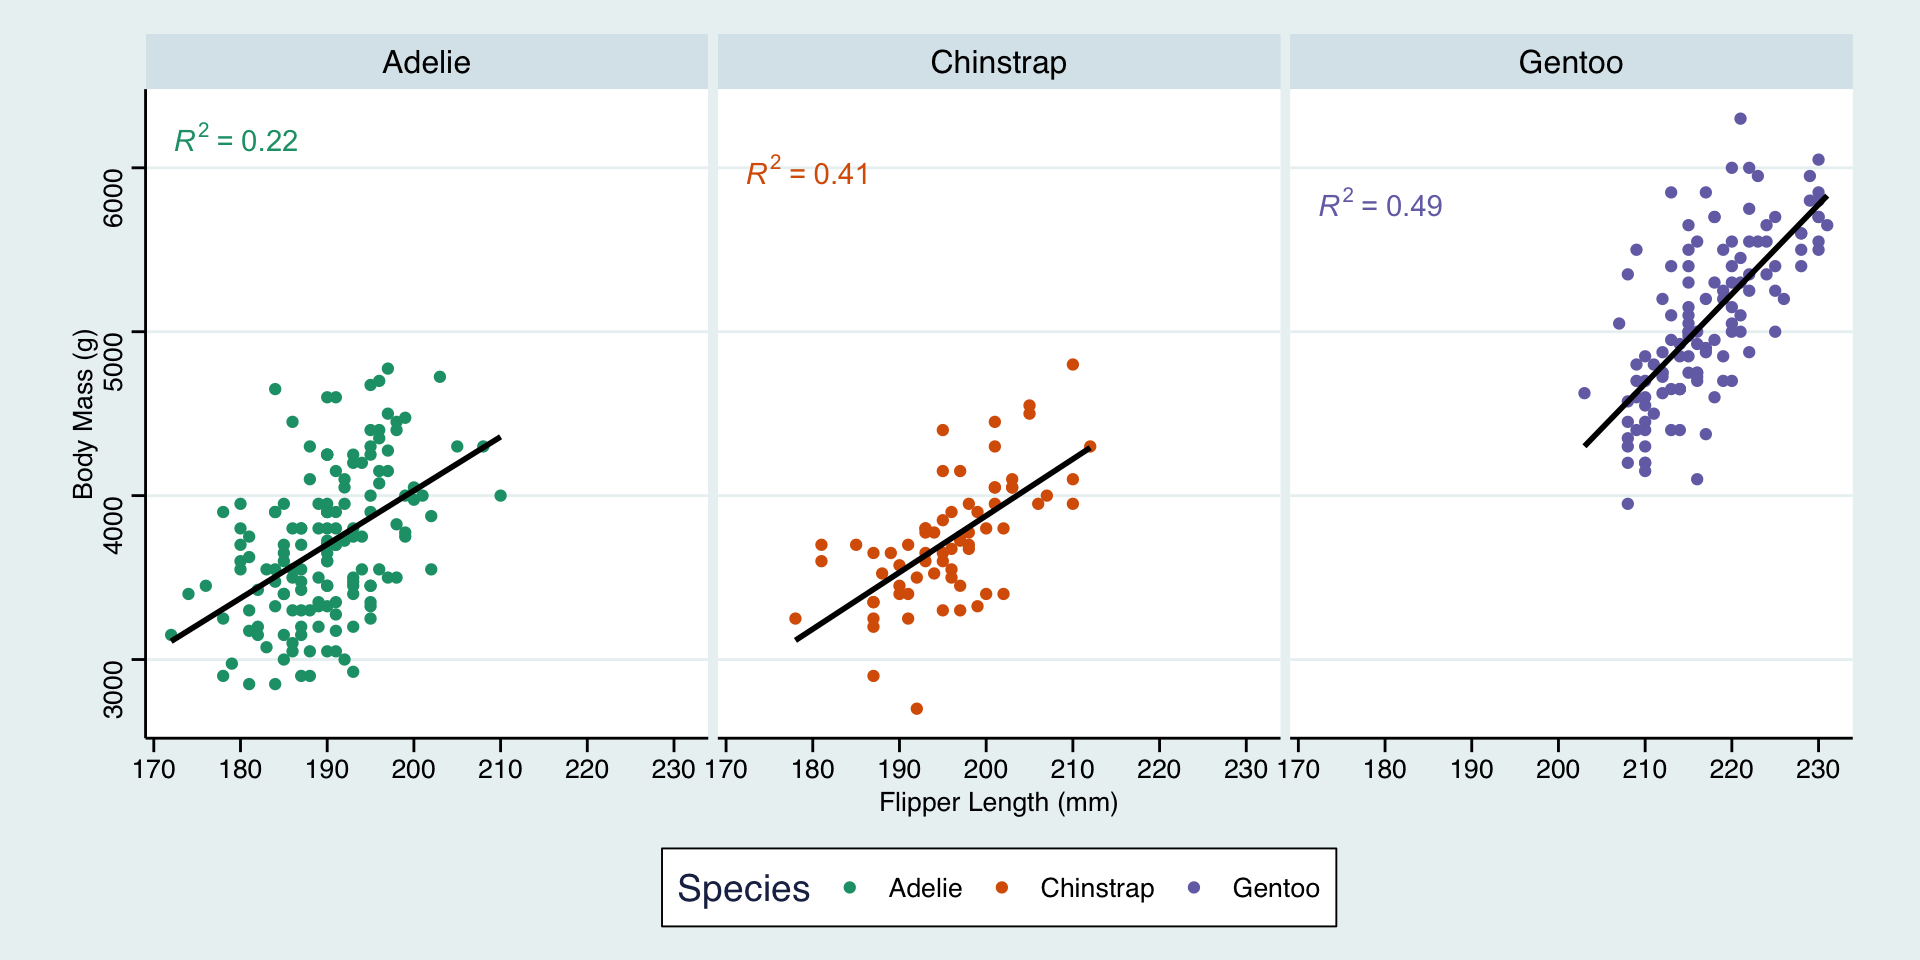 Adelie
Chinstrap
Gentoo
R² = 0.22
R² = 0.41
R² = 0.49
Body Mass (g)
6000
5000
4000
3000
170 180 190 200 210 220 230
170 180 190 200 210 220 230
170 180 190 200 210 220 230
Flipper Length (mm)
Species Adelie Chinstrap Gentoo